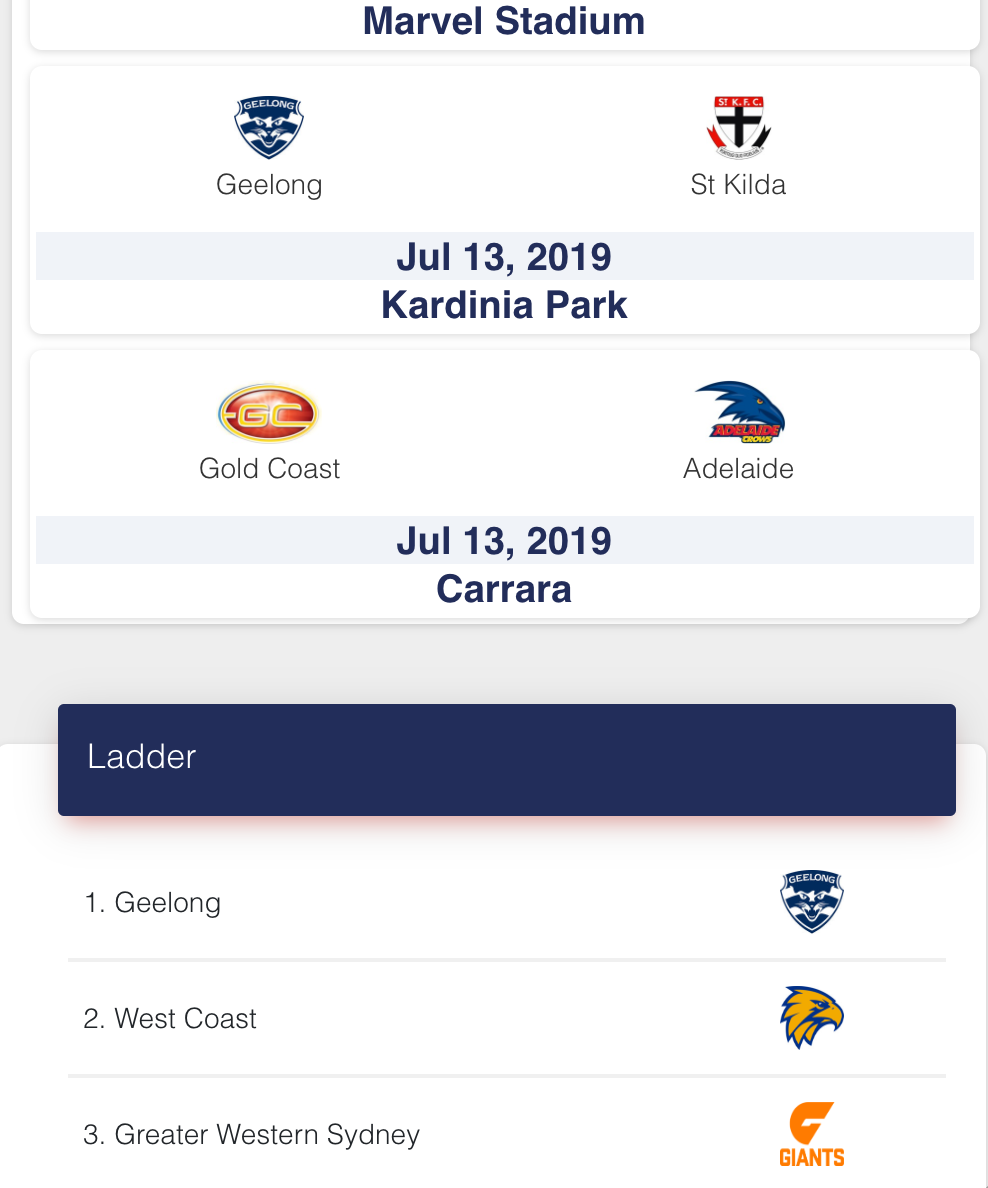 Marvel Stadium
GEELONG
ST K.F.C.
Geelong
St Kilda
Jul 13, 2019
Kardinia Park
GC
ADELAIDE
CROWS
Gold Coast
Adelaide
Jul 13, 2019
Carrara
Ladder
1. Geelong
GEELONG
2. West Coast
3. Greater Western Sydney
GIANTS